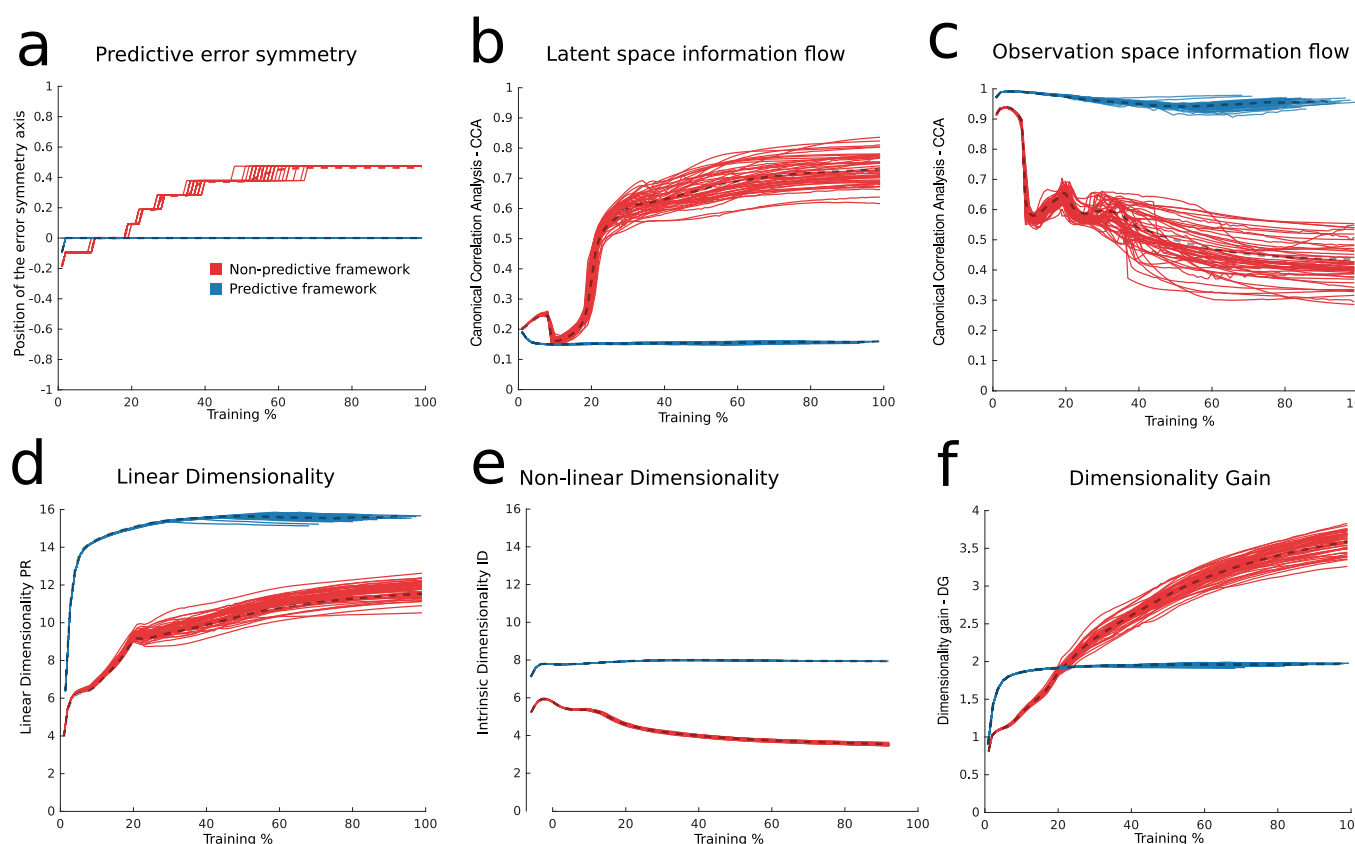 a
Predictive error symmetry
Position of the error symmetry axis
1
0.8
0.6
0.4
0.2
0
-0.2
-0.4
-0.6
-0.8
-1
Non-predictive framework
Predictive framework
0 20 40 60 80 100
Training %
b
Latent space information flow
Canonical Correlation Analysis - CCA
1
0.9
0.8
0.7
0.6
0.5
0.4
0.3
0.2
0.1
0
0 20 40 60 80 100
Training %
c
Observation space information flow
Canonical Correlation Analysis - CCA
1
0.9
0.8
0.7
0.6
0.5
0.4
0.3
0.2
0.1
0
0 20 40 60 80 10
Training %
d
Linear Dimensionality
Linear Dimensionality PR
16
14
12
10
8
6
4
2
0
0 20 40 60 80 100
Training %
e
Non-linear Dimensionality
Intrinsic Dimensionality ID
16
14
12
10
8
6
4
2
0
0 20 40 60 80 100
Training %
f
Dimensionality Gain
Dimensionality gain - DG
4
3.5
3
2.5
2
1.5
1
0.5
0
0 20 40 60 80 100
Training %